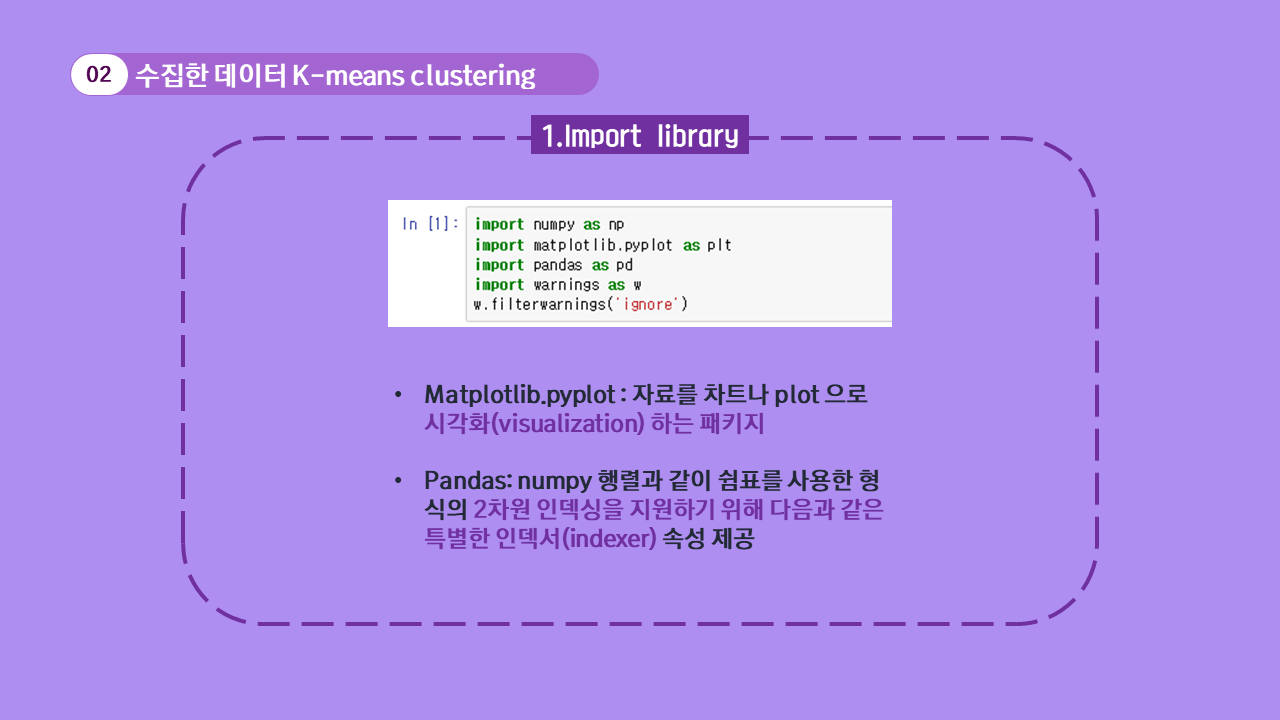 02 수집한 데이터 K-means clustering
1.Import library
In [1]: import numpy as np
import matplotlib.pyplot as plt
import pandas as pd
import warnings as w
w.filterwarnings('ignore')
• Matplotlib.pyplot : 자료를 차트나 plot 으로
시각화(visualization) 하는 패키지
• Pandas: numpy 행렬과 같이 쉼표를 사용한 형
식의 2차원 인덱싱을 지원하기 위해 다음과 같은
특별한 인덱서(indexer) 속성 제공